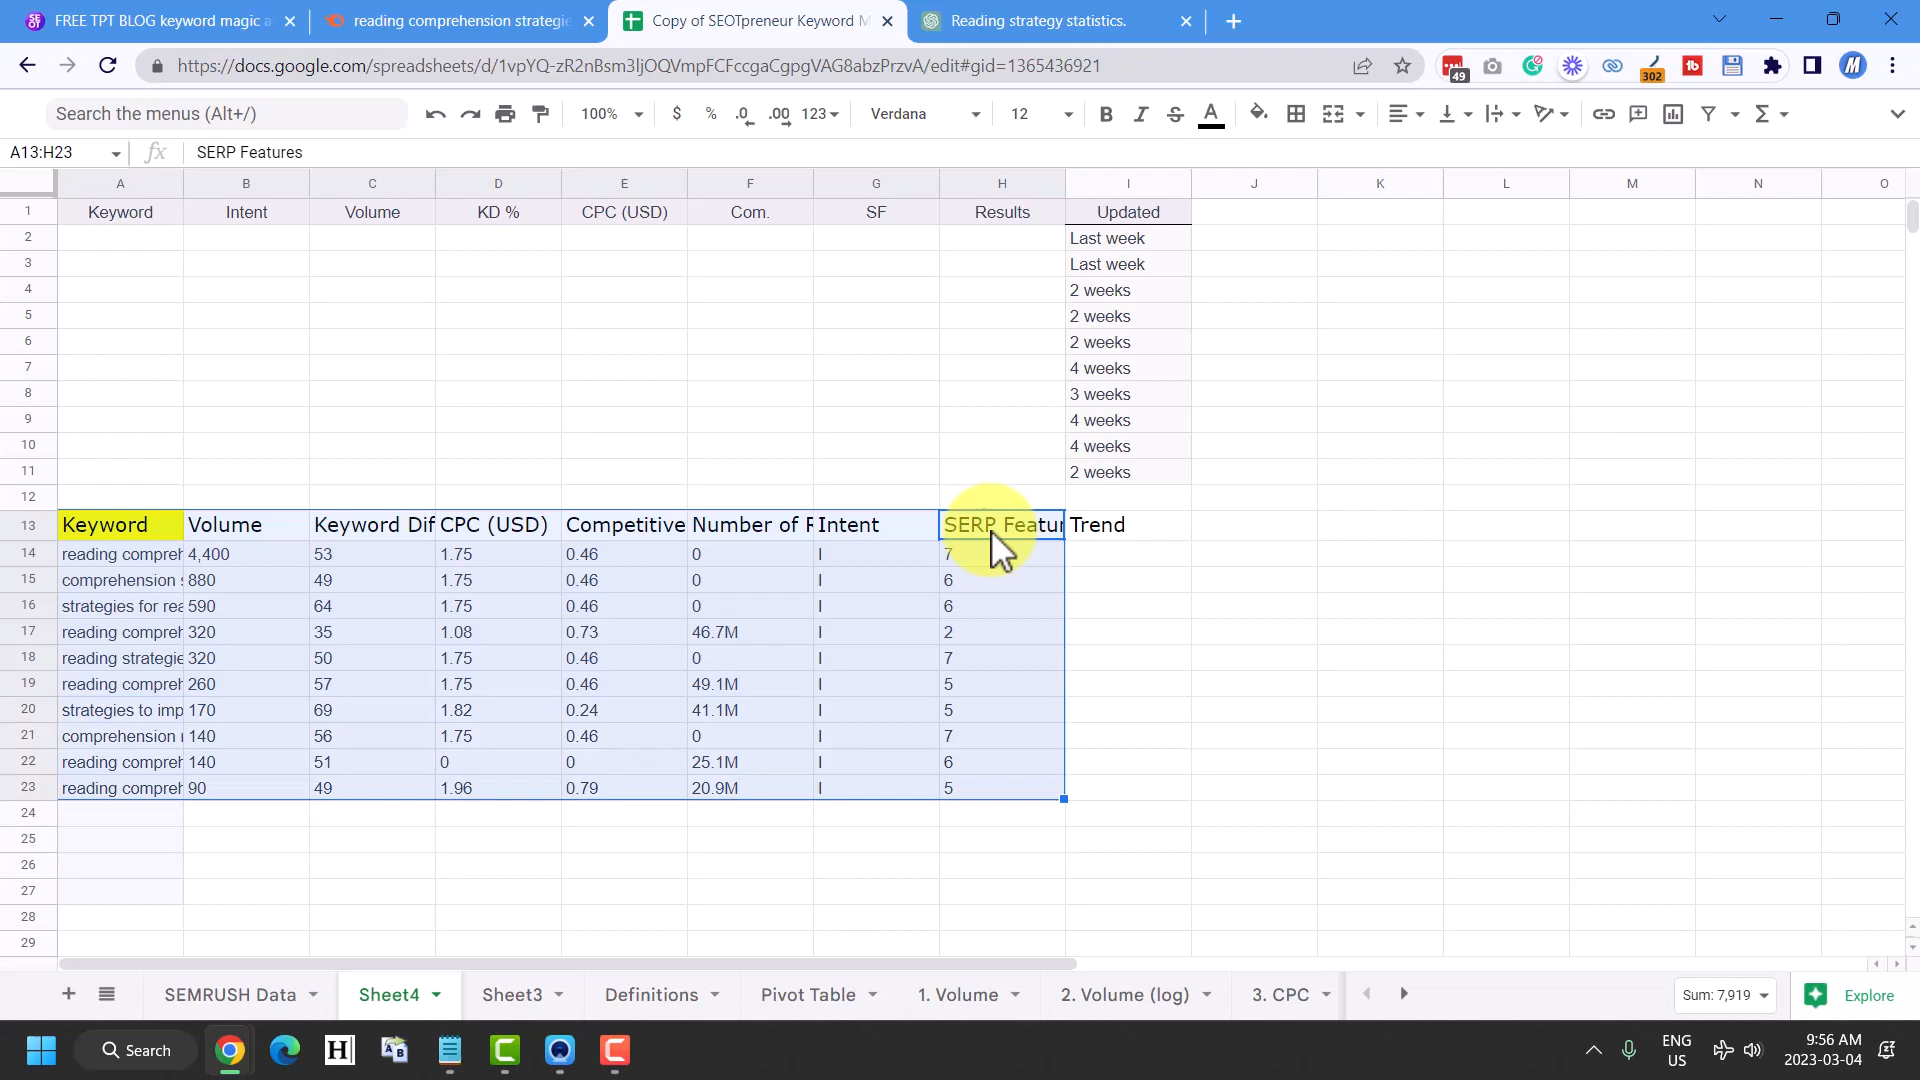 FREE TPT BLOG keyword magic a
reading comprehension strategie
Copy of SEOTpreneur Keyword M
Reading strategy statistics.
https://docs.google.com/spreadsheets/d/1vpYQ-zR2nBsm3ljOQVmpFCFccgaCgpgVAG8abzPrzvA/edit#gid=1365436921
49
302
Search the menus (Alt+/)
100%
$ % .0 .00 123
Verdana
12
A13:H23
fx
SERP Features
A B C D E F G H I J K L M N O
1 Keyword Intent Volume KD % CPC (USD) Com. SF Results Updated
2 Last week
3 Last week
4 2 weeks
5 2 weeks
6 2 weeks
7 4 weeks
8 3 weeks
9 4 weeks
10 4 weeks
11 2 weeks
12
13 Keyword Volume Keyword Dif CPC (USD) Competitive Number of R Intent SERP Featur Trend
14 reading compreh 4,400 53 1.75 0.46 0 I 7
15 comprehension s 880 49 1.75 0.46 0 I 6
16 strategies for rea 590 64 1.75 0.46 0 I 6
17 reading compreh 320 35 1.08 0.73 46.7M I 2
18 reading strategie 320 50 1.75 0.46 0 I 7
19 reading compreh 260 57 1.75 0.46 49.1M I 5
20 strategies to imp 170 69 1.82 0.24 41.1M I 5
21 comprehension r 140 56 1.75 0.46 0 I 7
22 reading compreh 140 51 0 0 25.1M I 6
23 reading compreh 90 49 1.96 0.79 20.9M I 5
24
25
26
27
28
29
SEMRUSH Data
Sheet4
Sheet3
Definitions
Pivot Table
1. Volume
2. Volume (log)
3. CPC
Sum: 7,919
Explore
Search
ENG
US
9:56 AM
2023-03-04